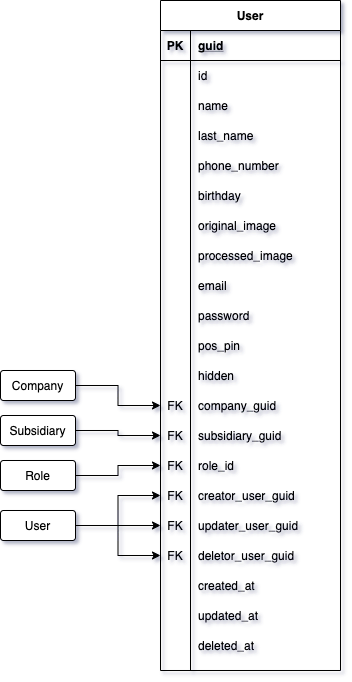 User
PK guid
id
name
last_name
phone_number
birthday
original_image
processed_image
email
password
pos_pin
hidden
Company
FK company_guid
Subsidiary
FK subsidiary_guid
Role
FK role_id
FK creator_user_guid
User
FK updater_user_guid
FK deletor_user_guid
created_at
updated_at
deleted_at